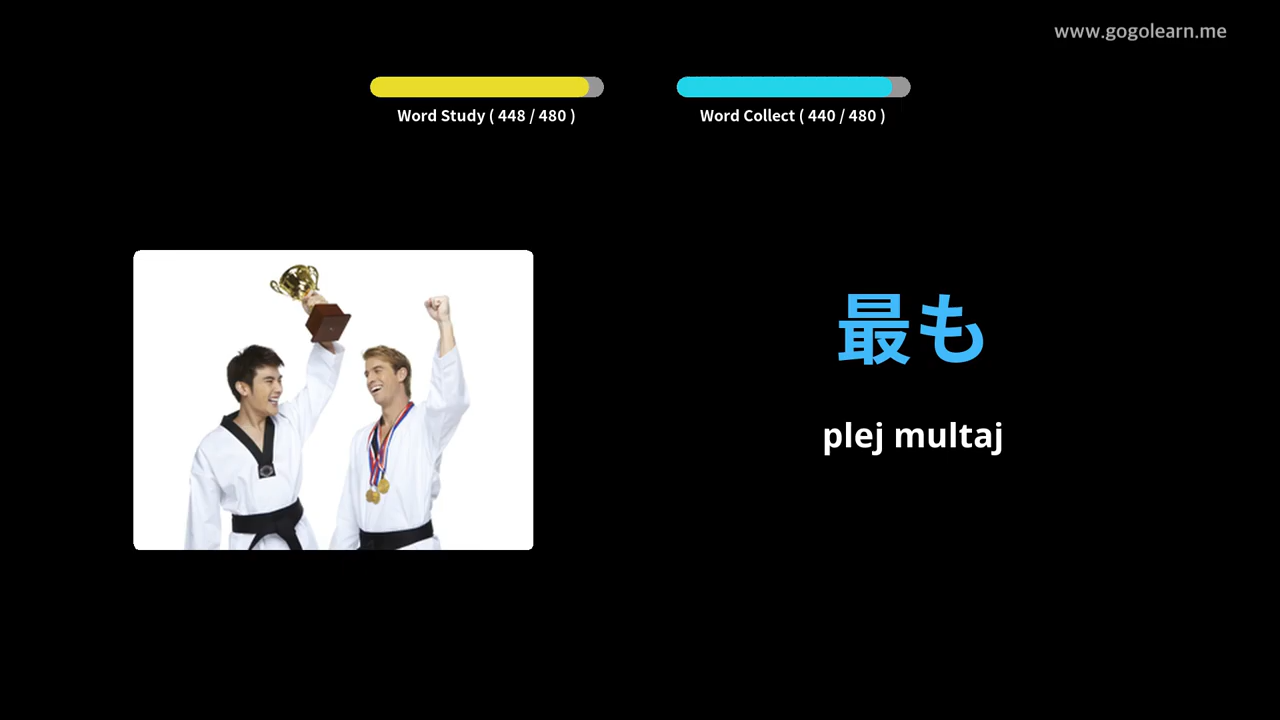 www.gogolearn.me
Word Study ( 448 / 480 )
Word Collect ( 440 / 480 )
最も
plej multaj